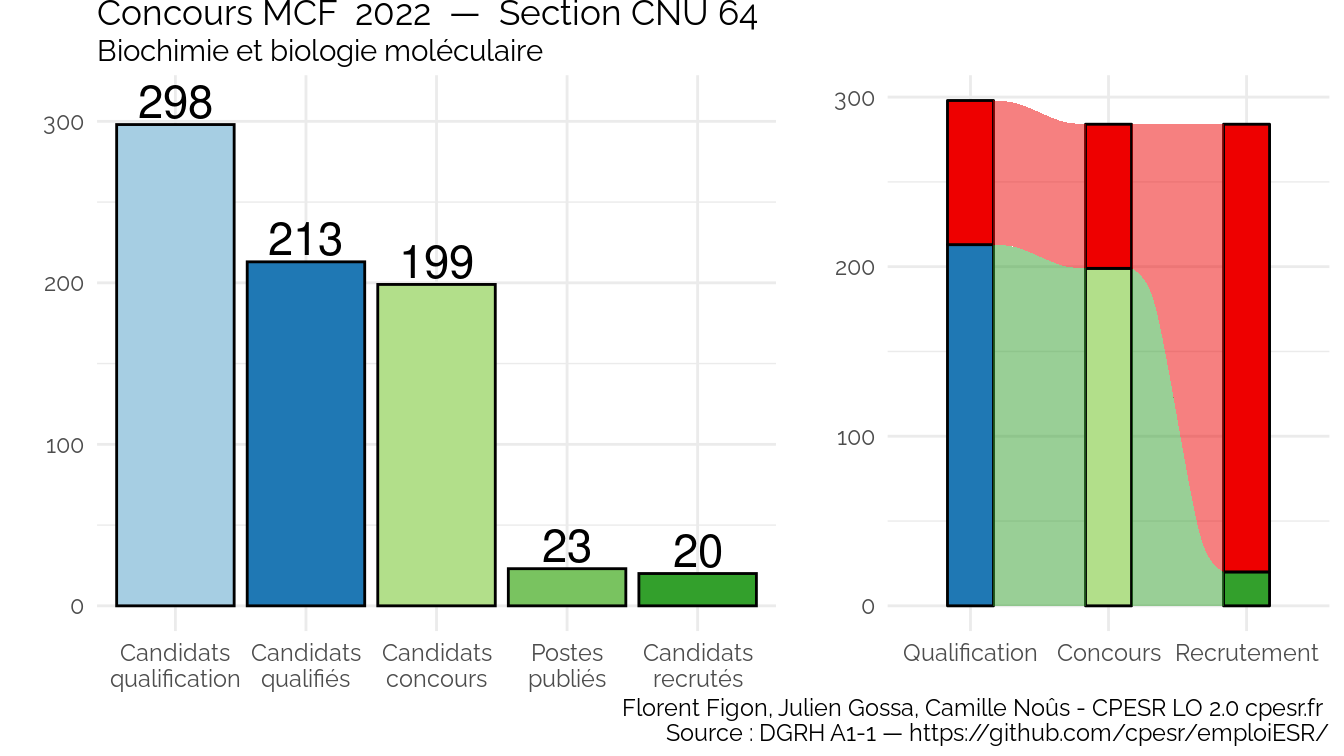 Concours MCF 2022 — Section CNU 64
Biochimie et biologie moléculaire
298
213
199
23
20
300
200
100
0
Candidats qualification
Candidats qualifiés
Candidats concours
Postes publiés
Candidats recrutés
300
200
100
0
Qualification
Concours
Recrutement
Florent Figon, Julien Gossa, Camille Noûs - CPESR LO 2.0 cpesr.fr
Source : DGRH A1-1 — https://github.com/cpesr/emploiESR/